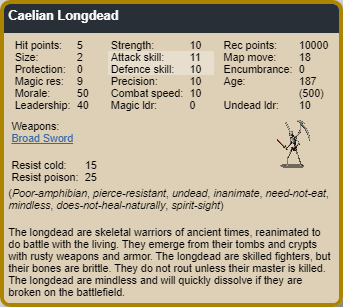 Caelian Longdead
Hit points: 5 Strength: 10 Rec points: 10000
Size: 2 Attack skill: 11 Map move: 18
Protection: 0 Defence skill: 10 Encumbrance: 0
Magic res: 9 Precision: 10 Age: 187
Morale: 50 Combat speed: 10 (500)
Leadership: 40 Magic ldr: 0 Undead ldr: 10
Weapons:
Broad Sword
Resist cold: 15
Resist poison: 25
(Poor-amphibian, pierce-resistant, undead, inanimate, need-not-eat,
mindless, does-not-heal-naturally, spirit-sight)
The longdead are skeletal warriors of ancient times, reanimated to
do battle with the living. They emerge from their tombs and crypts
with rusty weapons and armor. The longdead are skilled fighters, but
their bones are brittle. They do not rout unless their master is killed.
The longdead are mindless and will quickly dissolve if they are
broken on the battlefield.